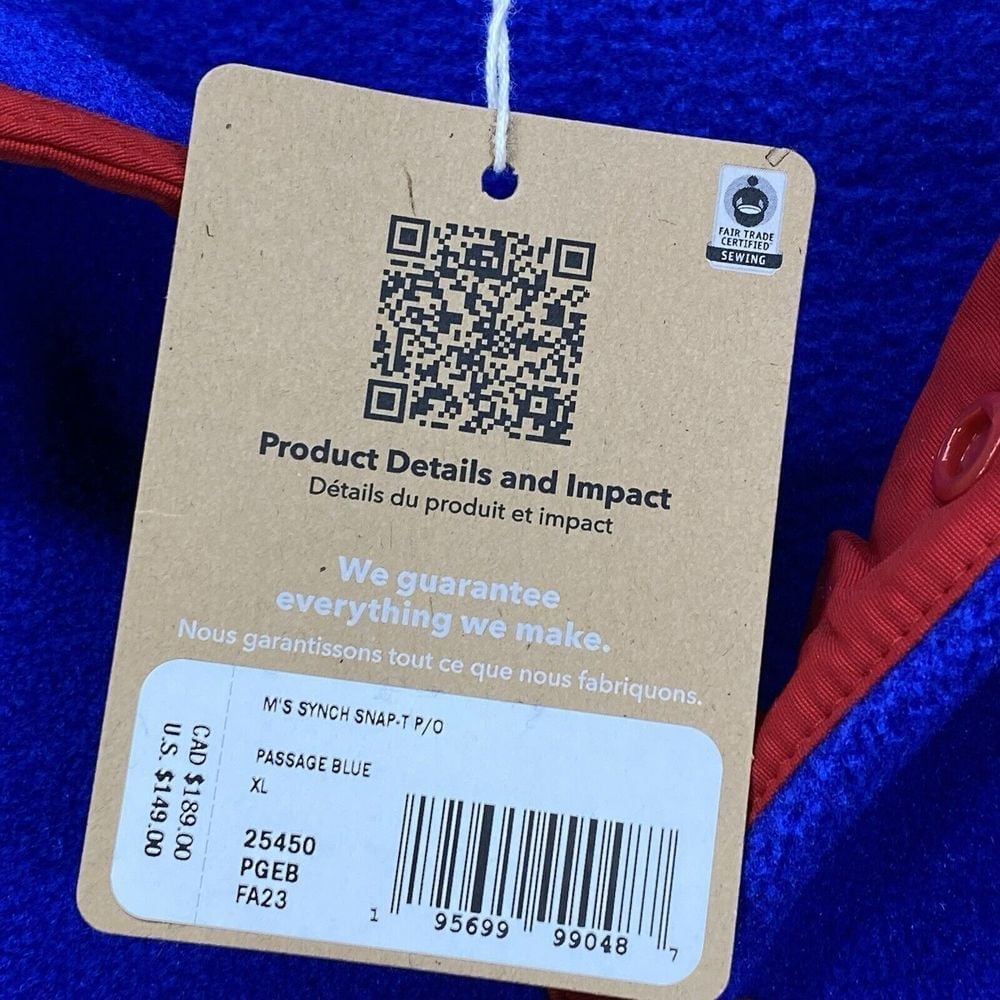 FAIR TRADE
CERTIFIED™
SEWING
Product Details and Impact
Détails du produit et impact
We guarantee
everything we make.
Nous garantissons tout ce que nous fabriquons.
CAD $189.00
U.S. $149.00
M'S SYNCH SNAP-T P/O
PASSAGE BLUE
XL
25450
PGEB
FA23
1 95699 99048 7